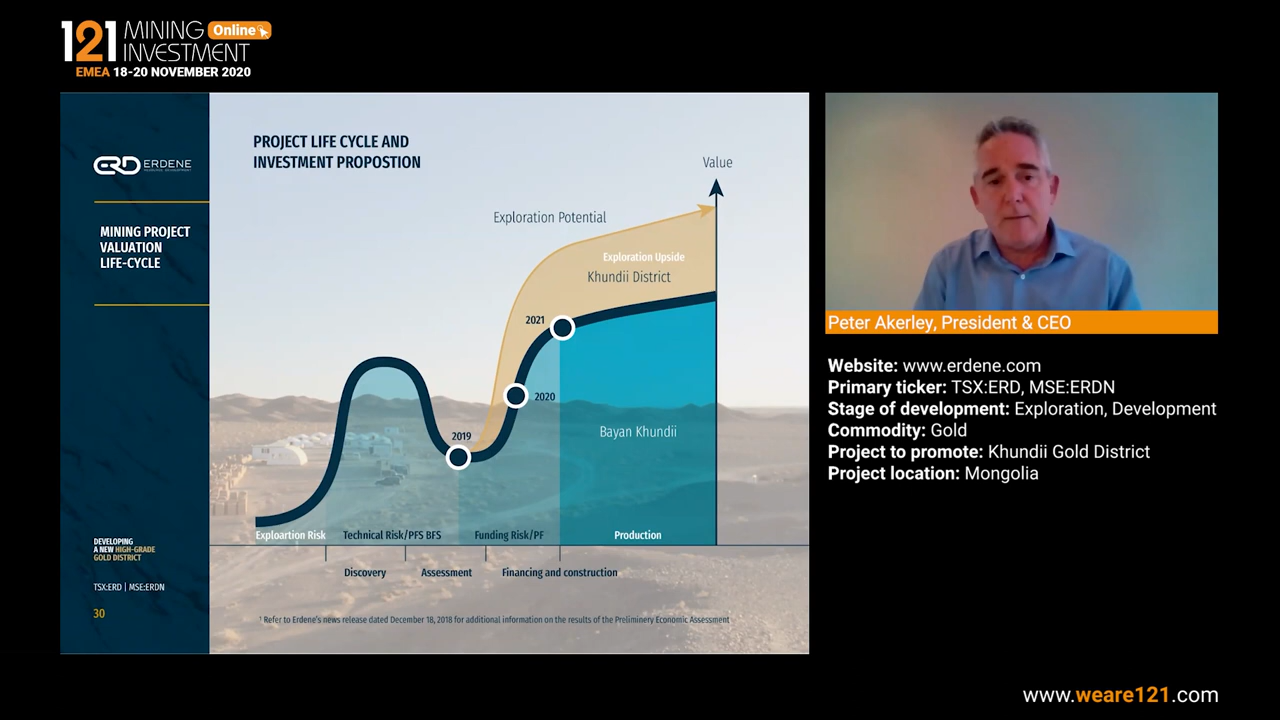 121 MINING Online
INVESTMENT
EMEA 18-20 NOVEMBER 2020
ERD ERDENE
MINING PROJECT
VALUATION
LIFE-CYCLE
DEVELOPING
A NEW HIGH-GRADE
GOLD DISTRICT
TSX:ERD | MSE:ERDN
30
PROJECT LIFE CYCLE AND
INVESTMENT PROPOSTION
Value
Exploration Potential
Exploration Upside
Khundii District
2021
2020
2019
Bayan Khundii
Exploartion Risk
Technical Risk/PFS BFS
Funding Risk/PF
Production
Discovery
Assessment
Financing and construction
¹ Refer to Erdene's news release dated December 18, 2018 for additional information on the results of the Preliminery Economic Assessment
Peter Akerley, President & CEO
Website: www.erdene.com
Primary ticker: TSX:ERD, MSE:ERDN
Stage of development: Exploration, Development
Commodity: Gold
Project to promote: Khundii Gold District
Project location: Mongolia
www.weare121.com